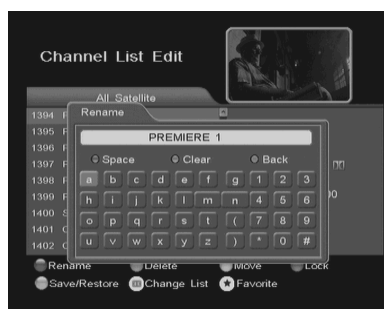 Channel List Edit
All Satellite
Rename
1394 F
1395 F
1396 F
1397 F
1398 F
1399 F
1400 S
1401 C
1402 C
PREMIERE 1
Space Clear Back
a b c d e f g 1 2 3
h i j k l m n 4 5 6
o p q r s t ( 7 8 9
u v w x y z ) * 0 #
Rename Delete Move Lock
Save/Restore Change List Favorite